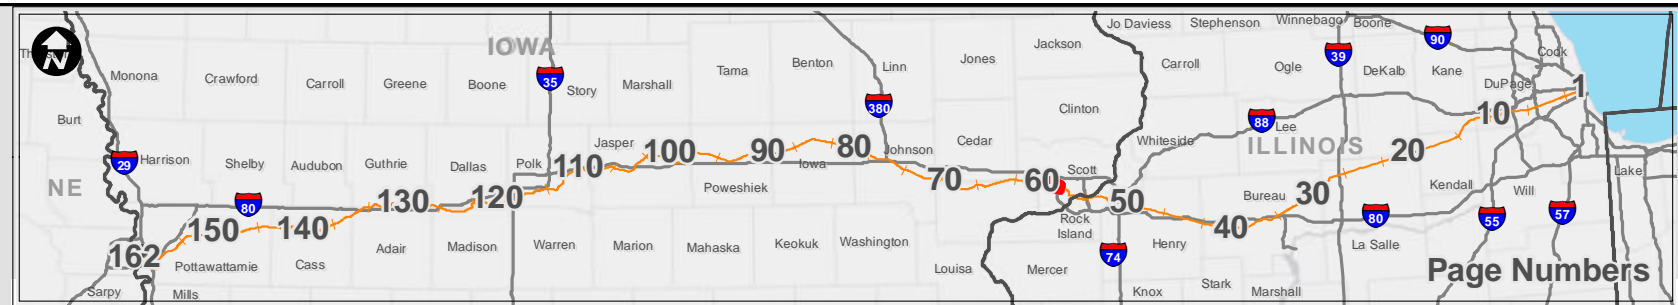 N
IOWA
NE
ILLINOIS
Monona
Crawford
Carroll
Greene
Boone
35
Story
Marshall
Tama
Benton
Linn
Jones
Jackson
Jo Daviess
Stephenson
Winnebago
Boone
90
Cook
39
Carroll
Ogle
DeKalb
Kane
DuPage
1
10
Burt
380
Clinton
88
Lee
Whiteside
20
29
Harrison
Shelby
Audubon
Guthrie
Dallas
Polk
Jasper
110
100
90
Iowa
80
Johnson
Cedar
70
60
Scott
50
Rock
Island
Bureau
30
Kendall
Will
Lake
80
Poweshiek
120
130
140
150
162
Pottawattamie
Cass
Adair
Madison
Warren
Marion
Mahaska
Keokuk
Washington
Louisa
Mercer
74
Henry
40
80
La Salle
55
57
Sarpy
Mills
Knox
Stark
Marshall
Page Numbers